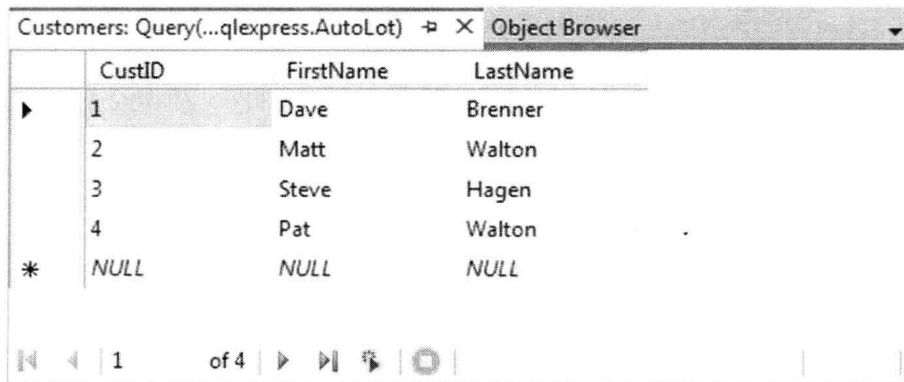 Customers: Query(...qlexpress.AutoLot) Object Browser
CustID FirstName LastName
1 Dave Brenner
2 Matt Walton
3 Steve Hagen
4 Pat Walton
NULL NULL NULL
1 of 4